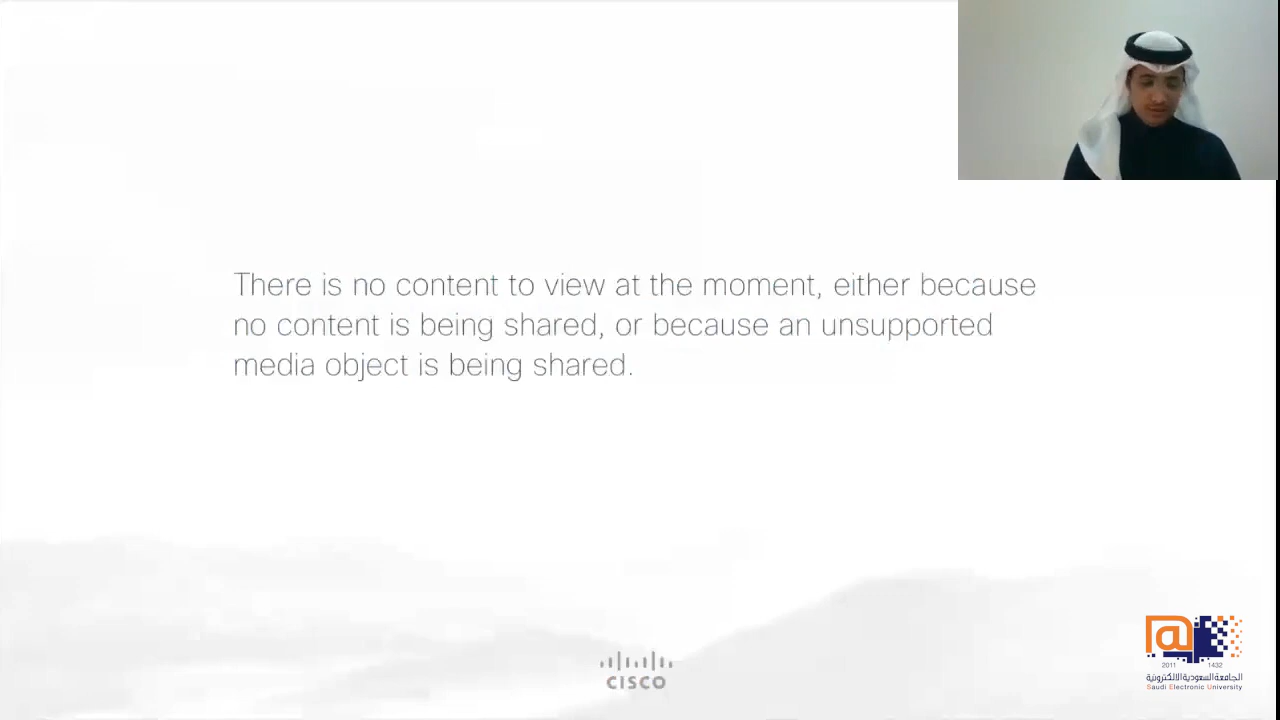 There is no content to view at the moment, either because
no content is being shared, or because an unsupported
media object is being shared.
CISCO
2011 1432
الجامعة السعودية الالكترونية
Saudi Electronic University